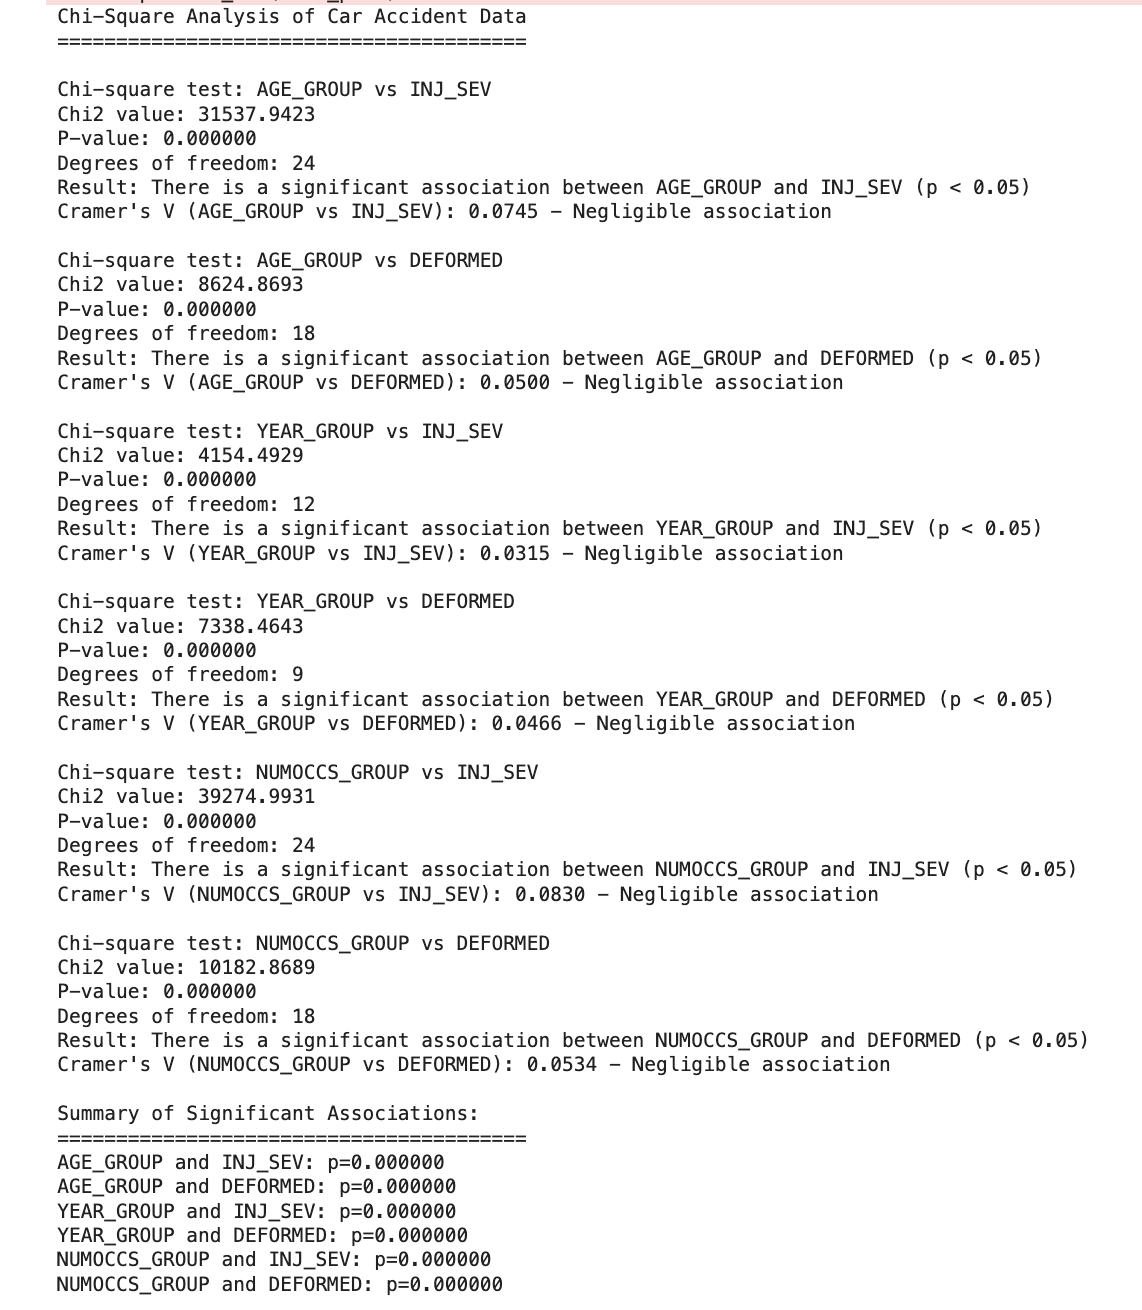 Chi-Square Analysis of Car Accident Data
========================================
Chi-square test: AGE_GROUP vs INJ_SEV
Chi2 value: 31537.9423
P-value: 0.000000
Degrees of freedom: 24
Result: There is a significant association between AGE_GROUP and INJ_SEV (p < 0.05)
Cramer's V (AGE_GROUP vs INJ_SEV): 0.0745 – Negligible association
Chi-square test: AGE_GROUP vs DEFORMED
Chi2 value: 8624.8693
P-value: 0.000000
Degrees of freedom: 18
Result: There is a significant association between AGE_GROUP and DEFORMED (p < 0.05)
Cramer's V (AGE_GROUP vs DEFORMED): 0.0500 – Negligible association
Chi-square test: YEAR_GROUP vs INJ_SEV
Chi2 value: 4154.4929
P-value: 0.000000
Degrees of freedom: 12
Result: There is a significant association between YEAR_GROUP and INJ_SEV (p < 0.05)
Cramer's V (YEAR_GROUP vs INJ_SEV): 0.0315 – Negligible association
Chi-square test: YEAR_GROUP vs DEFORMED
Chi2 value: 7338.4643
P-value: 0.000000
Degrees of freedom: 9
Result: There is a significant association between YEAR_GROUP and DEFORMED (p < 0.05)
Cramer's V (YEAR_GROUP vs DEFORMED): 0.0466 – Negligible association
Chi-square test: NUMOCCS_GROUP vs INJ_SEV
Chi2 value: 39274.9931
P-value: 0.000000
Degrees of freedom: 24
Result: There is a significant association between NUMOCCS_GROUP and INJ_SEV (p < 0.05)
Cramer's V (NUMOCCS_GROUP vs INJ_SEV): 0.0830 – Negligible association
Chi-square test: NUMOCCS_GROUP vs DEFORMED
Chi2 value: 10182.8689
P-value: 0.000000
Degrees of freedom: 18
Result: There is a significant association between NUMOCCS_GROUP and DEFORMED (p < 0.05)
Cramer's V (NUMOCCS_GROUP vs DEFORMED): 0.0534 – Negligible association
Summary of Significant Associations:
========================================
AGE_GROUP and INJ_SEV: p=0.000000
AGE_GROUP and DEFORMED: p=0.000000
YEAR_GROUP and INJ_SEV: p=0.000000
YEAR_GROUP and DEFORMED: p=0.000000
NUMOCCS_GROUP and INJ_SEV: p=0.000000
NUMOCCS_GROUP and DEFORMED: p=0.000000